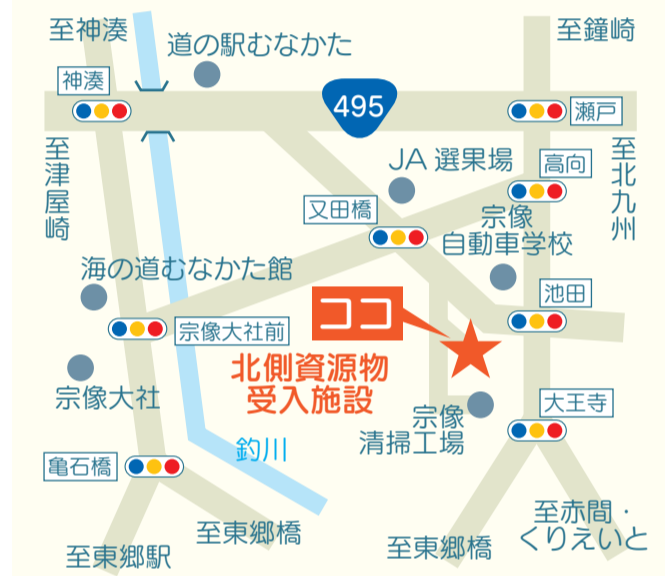 至神湊
道の駅むなかた
至鐘崎
神湊
495
瀬戸
至津屋崎
JA 選果場
高向
至北九州
又田橋
宗像
自動車学校
海の道むなかた館
池田
ココ
宗像大社前
北側資源物
受入施設
宗像大社
宗像
清掃工場
大王寺
釣川
亀石橋
至東郷橋
至赤間・
くりえいと
至東郷駅
至東郷橋